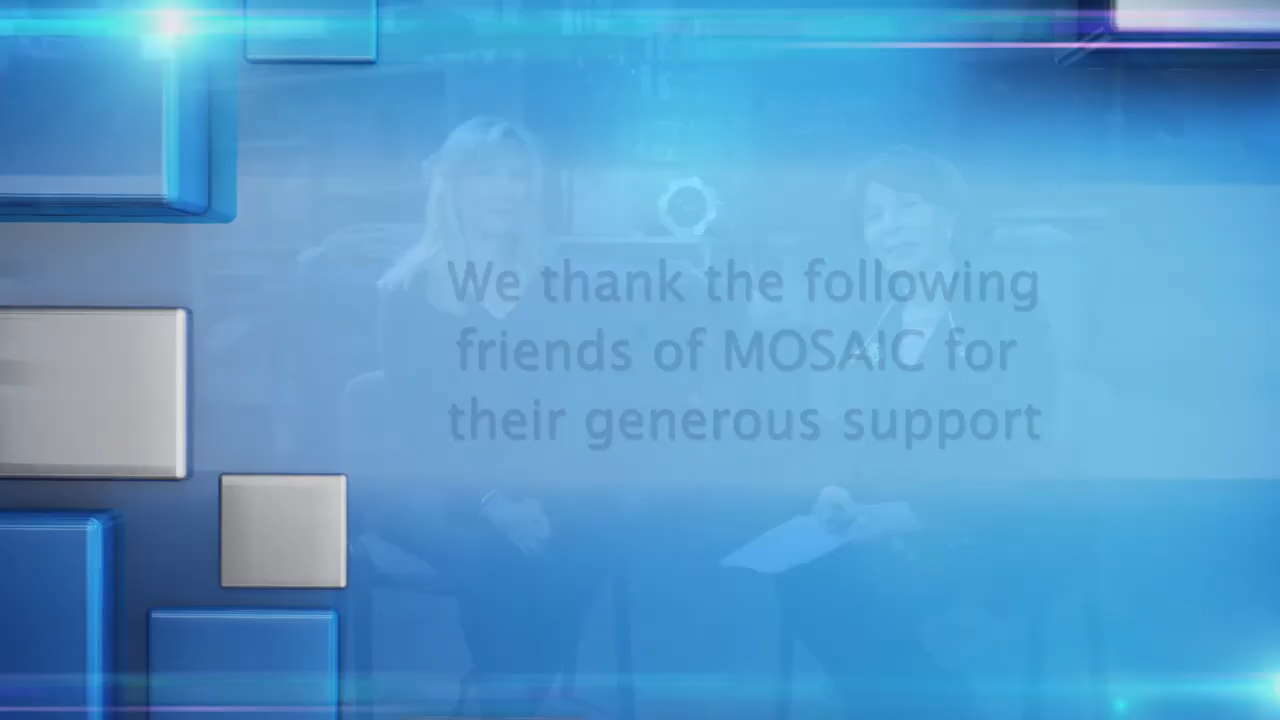 We thank the following
friends of MOSAIC for
their generous support